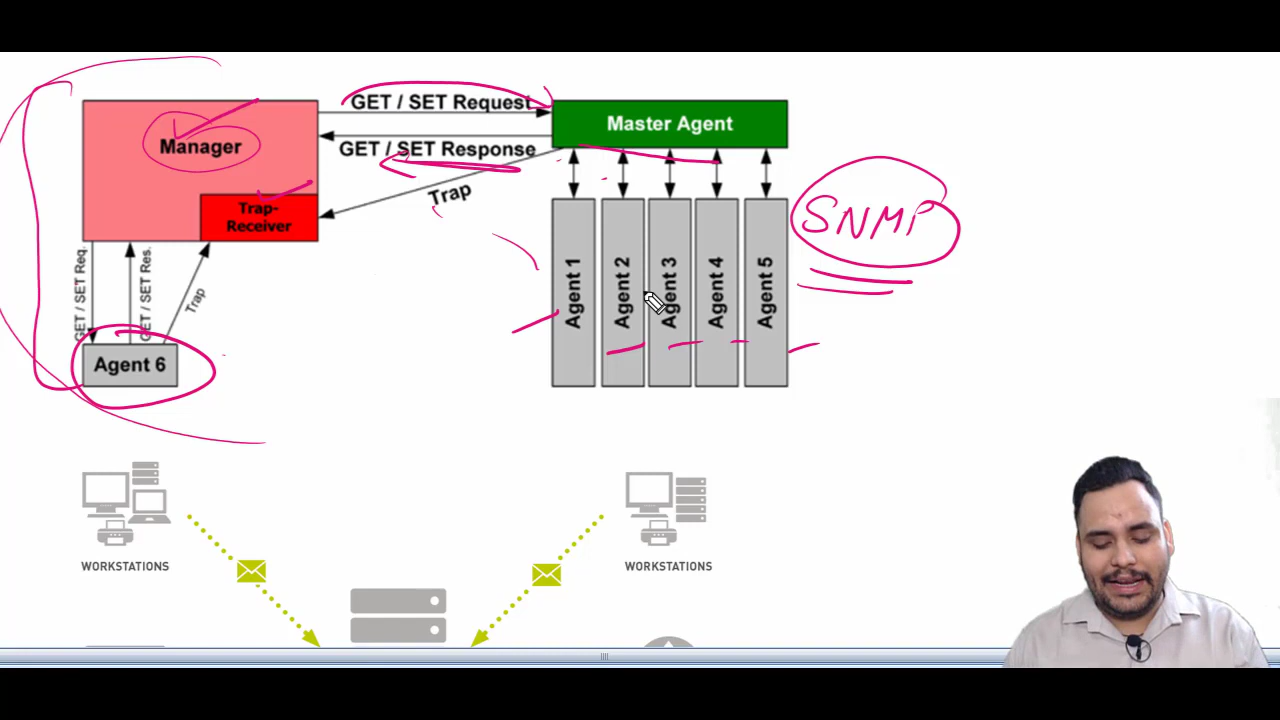 GET / SET Request
Master Agent
Manager
GET / SET Response
Trap
Trap-
Receiver
SNMP
GET / SET Req.
GET / SET Res.
Trap
Agent 1
Agent 2
Agent 3
Agent 4
Agent 5
Agent 6
WORKSTATIONS
WORKSTATIONS